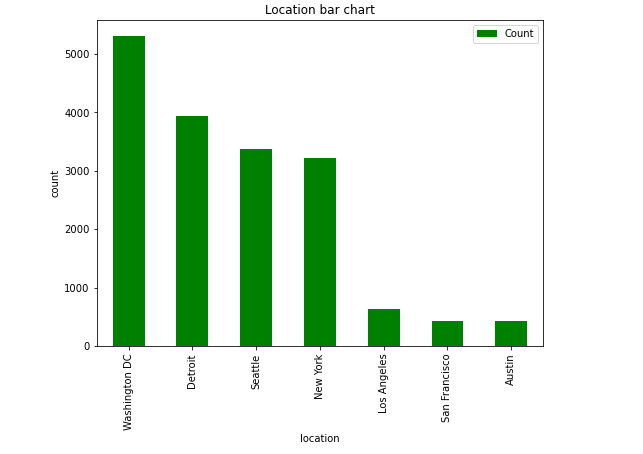 Location bar chart
Count
5000
4000
3000
2000
1000
0
count
Washington DC
Detroit
Seattle
New York
Los Angeles
San Francisco
Austin
location